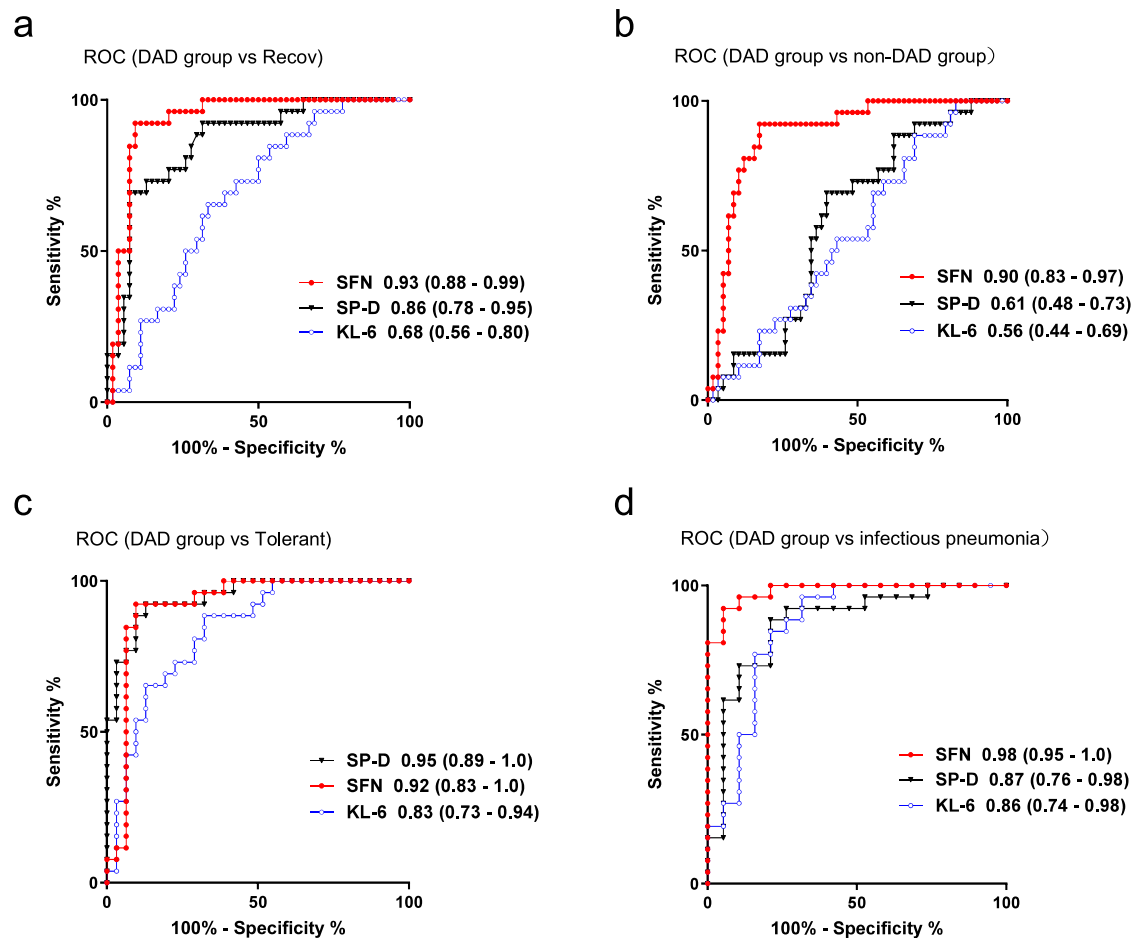 a
ROC (DAD group vs Recov)
100
50
0
Sensitivity %
SFN 0.93 (0.88 - 0.99)
SP-D 0.86 (0.78 - 0.95)
KL-6 0.68 (0.56 - 0.80)
0 50 100
100% - Specificity %
b
ROC (DAD group vs non-DAD group）
100
50
0
Sensitivity %
SFN 0.90 (0.83 - 0.97)
SP-D 0.61 (0.48 - 0.73)
KL-6 0.56 (0.44 - 0.69)
0 50 100
100% - Specificity %
c
ROC (DAD group vs Tolerant)
100
50
0
Sensitivity %
SP-D 0.95 (0.89 - 1.0)
SFN 0.92 (0.83 - 1.0)
KL-6 0.83 (0.73 - 0.94)
0 50 100
100% - Specificity %
d
ROC (DAD group vs infectious pneumonia）
100
50
0
Sensitivity %
SFN 0.98 (0.95 - 1.0)
SP-D 0.87 (0.76 - 0.98)
KL-6 0.86 (0.74 - 0.98)
0 50 100
100% - Specificity %